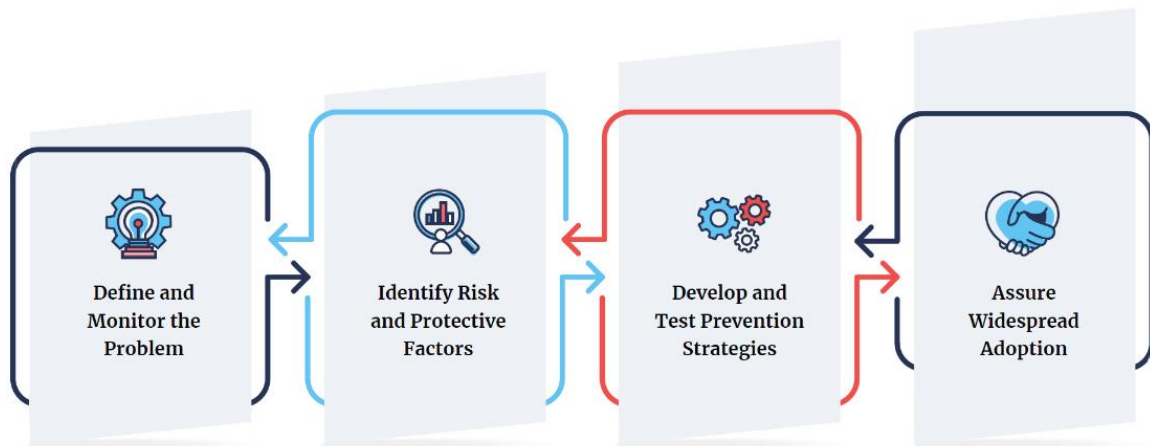 Define and
Monitor the
Problem
Identify Risk
and Protective
Factors
Develop and
Test Prevention
Strategies
Assure
Widespread
Adoption